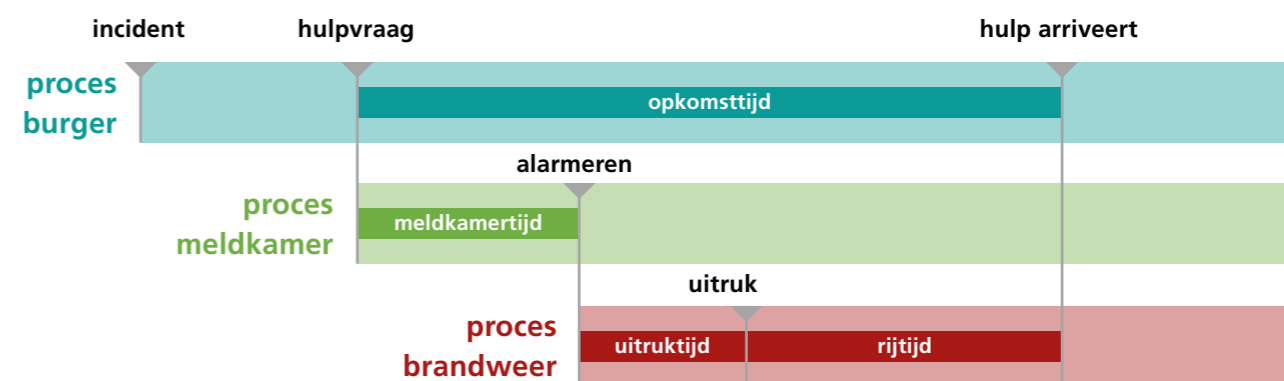 incident hulpvraag hulp arriveert
proces
burger
opkomsttijd
alarmeren
proces
meldkamer
meldkamertijd
uitruk
proces
brandweer
uitruktijd rijtijd